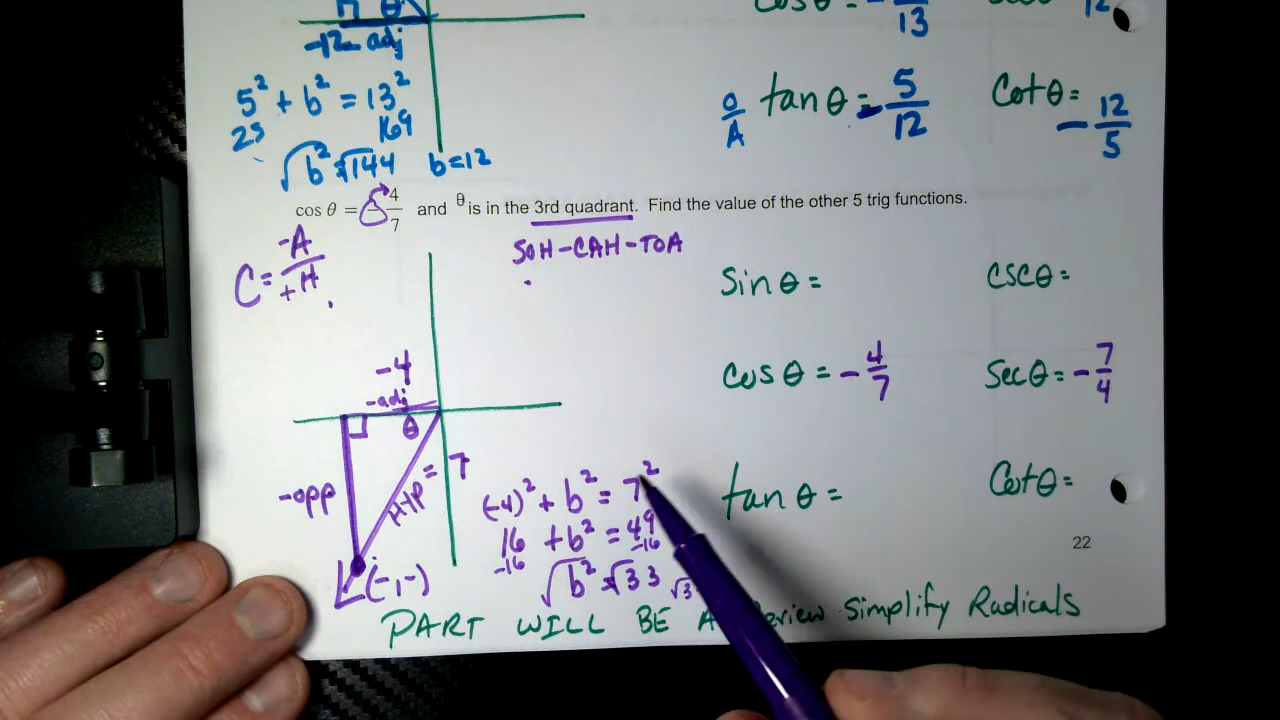 θ
-12 adj
5² + b² = 13²
25 169
√b² = √144 b=12
13
12
O/A tan θ = - 5/12
Cot θ = - 12/5
cos θ = - 4/7 and θ is in the 3rd quadrant. Find the value of the other 5 trig functions.
C = -A/+H
SOH-CAH-TOA
Sin θ =
CSC θ =
-4
-adj
θ
cos θ = - 4/7
Sec θ = - 7/4
-opp
HYP = 7
(-4)² + b² = 7²
16 + b² = 49
-16 -16
√b² = √33
(-,-)
tan θ =
Cot θ =
22
PART WILL BE A Review Simplify Radicals